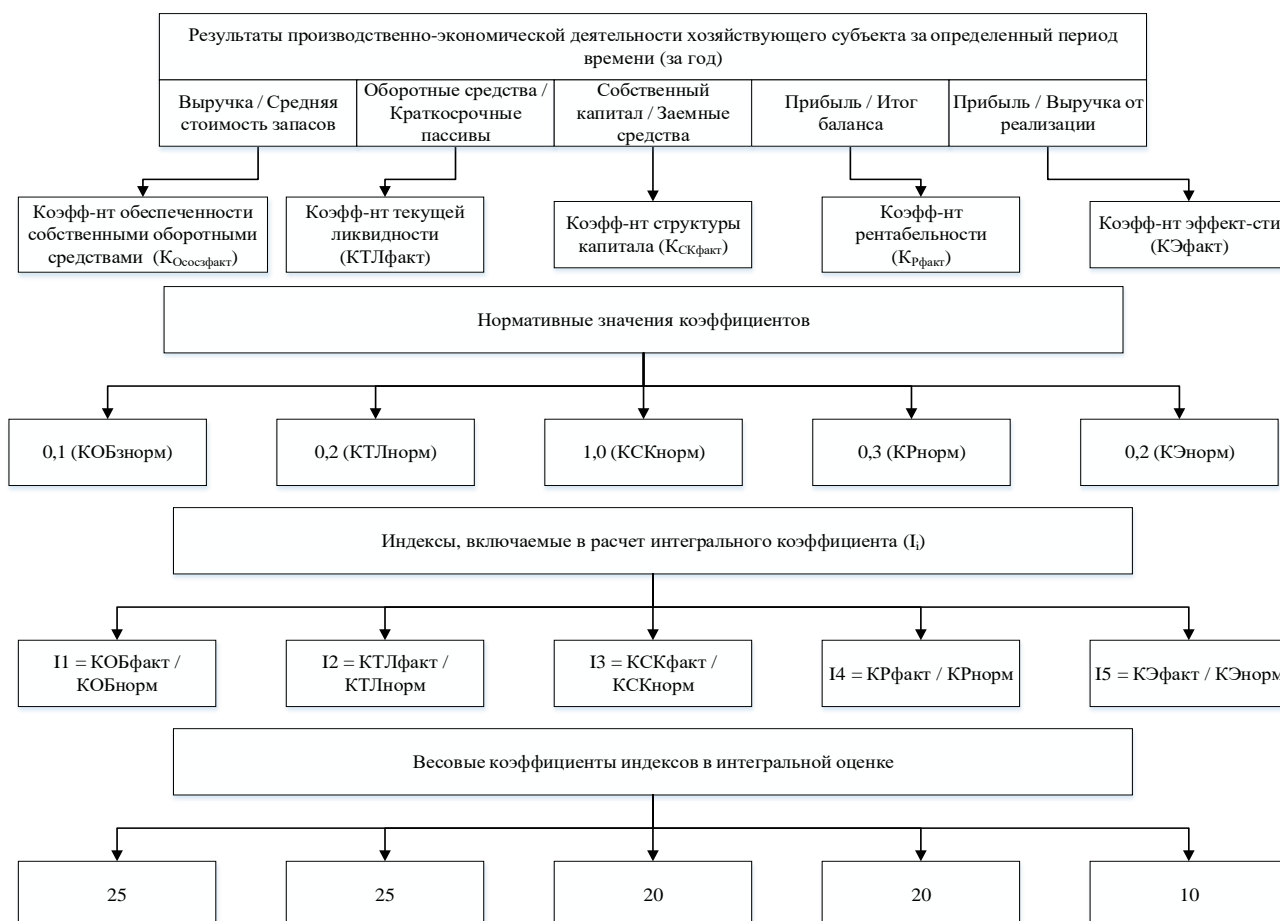 Результаты производственно-экономической деятельности хозяйствующего субъекта за определенный период
времени (за год)
Выручка / Средняя
стоимость запасов
Оборотные средства /
Краткосрочные
пассивы
Собственный
капитал / Заемные
средства
Прибыль / Итог
баланса
Прибыль / Выручка от
реализации
Коэфф-нт обеспеченности
собственными оборотными
средствами (КОсосзфакт)
Коэфф-нт текущей
ликвидности
(КТЛфакт)
Коэфф-нт структуры
капитала (КСКфакт)
Коэфф-нт
рентабельности
(КРфакт)
Коэфф-нт эффект-сти
(КЭфакт)
Нормативные значения коэффициентов
0,1 (КОБзнорм)
0,2 (КТЛнорм)
1,0 (КСКнорм)
0,3 (КРнорм)
0,2 (КЭнорм)
Индексы, включаемые в расчет интегрального коэффициента (Ii)
I1 = КОБфакт /
КОБнорм
I2 = КТЛфакт /
КТЛнорм
I3 = КСКфакт /
КСКнорм
I4 = КРфакт / КРнорм
I5 = КЭфакт / КЭнорм
Весовые коэффициенты индексов в интегральной оценке
25
25
20
20
10